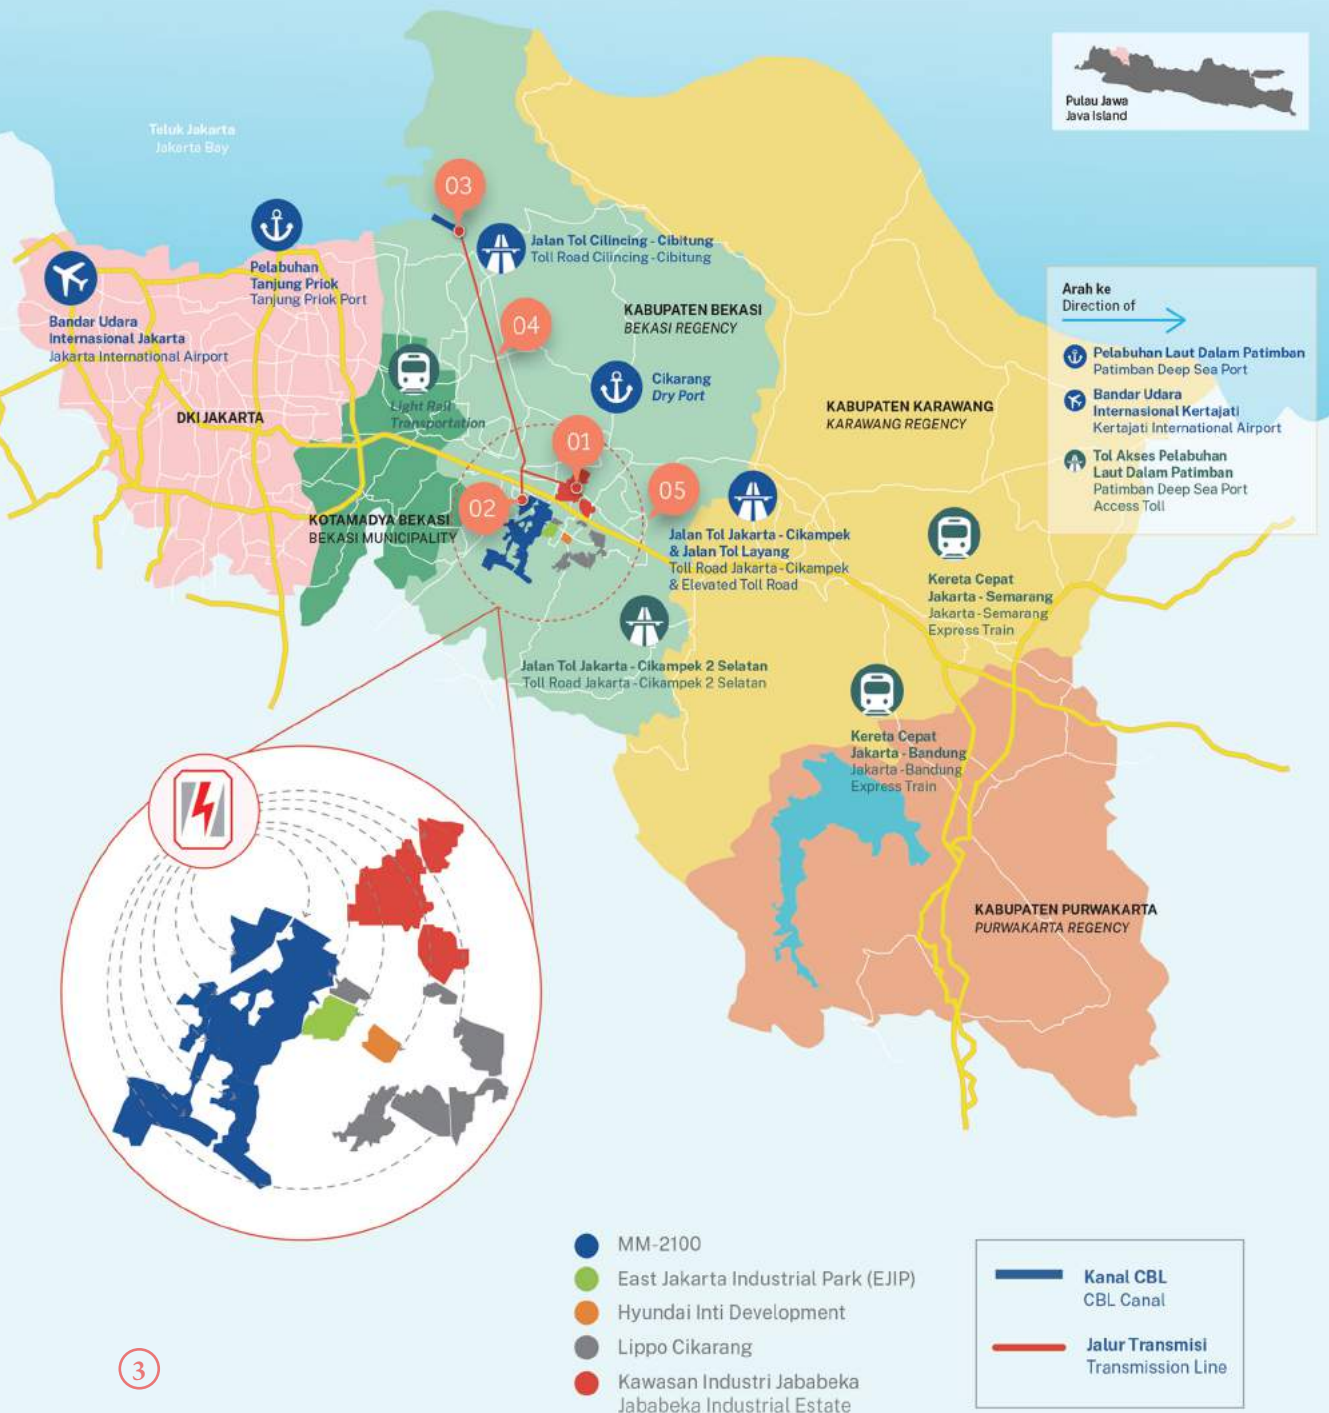 Pulau Jawa
Java Island
Teluk Jakarta
Jakarta Bay
03
Jalan Tol Cilincing - Cibitung
Toll Road Cilincing - Cibitung
Pelabuhan
Tanjung Priok
Tanjung Priok Port
Bandar Udara
Internasional Jakarta
Jakarta International Airport
KABUPATEN BEKASI
BEKASI REGENCY
04
Arah ke
Direction of
Pelabuhan Laut Dalam Patimban
Patimban Deep Sea Port
Bandar Udara
Internasional Kertajati
Kertajati International Airport
Tol Akses Pelabuhan
Laut Dalam Patimban
Patimban Deep Sea Port
Access Toll
Cikarang
Dry Port
Light Rail
Transportation
DKI JAKARTA
KABUPATEN KARAWANG
KARAWANG REGENCY
01
05
02
KOTAMADYA BEKASI
BEKASI MUNICIPALITY
Jalan Tol Jakarta - Cikampek
& Jalan Tol Layang
Toll Road Jakarta - Cikampek
& Elevated Toll Road
Kereta Cepat
Jakarta - Semarang
Jakarta - Semarang
Express Train
Jalan Tol Jakarta - Cikampek 2 Selatan
Toll Road Jakarta - Cikampek 2 Selatan
Kereta Cepat
Jakarta - Bandung
Jakarta - Bandung
Express Train
KABUPATEN PURWAKARTA
PURWAKARTA REGENCY
MM-2100
East Jakarta Industrial Park (EJIP)
Hyundai Inti Development
Lippo Cikarang
Kawasan Industri Jababeka
Jababeka Industrial Estate
Kanal CBL
CBL Canal
Jalur Transmisi
Transmission Line
3